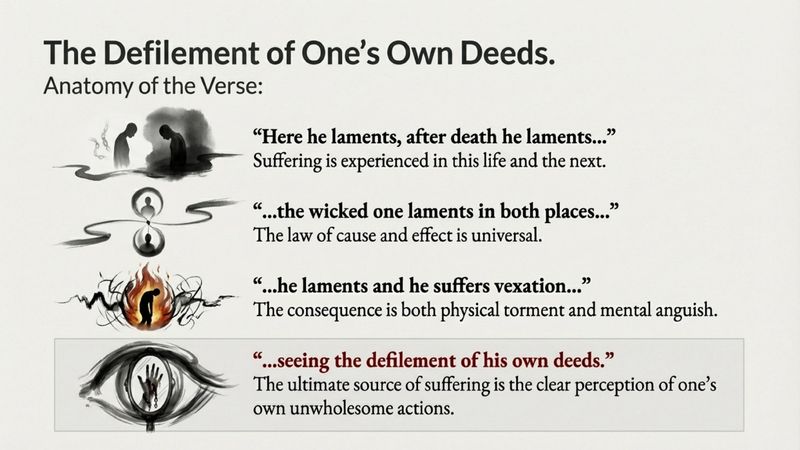 The Defilement of One’s Own Deeds.
Anatomy of the Verse:
“Here he laments, after death he laments...”
Suffering is experienced in this life and the next.
“...the wicked one laments in both places...”
The law of cause and effect is universal.
“...he laments and he suffers vexation...”
The consequence is both physical torment and mental anguish.
“...seeing the defilement of his own deeds.”
The ultimate source of suffering is the clear perception of one’s
own unwholesome actions.